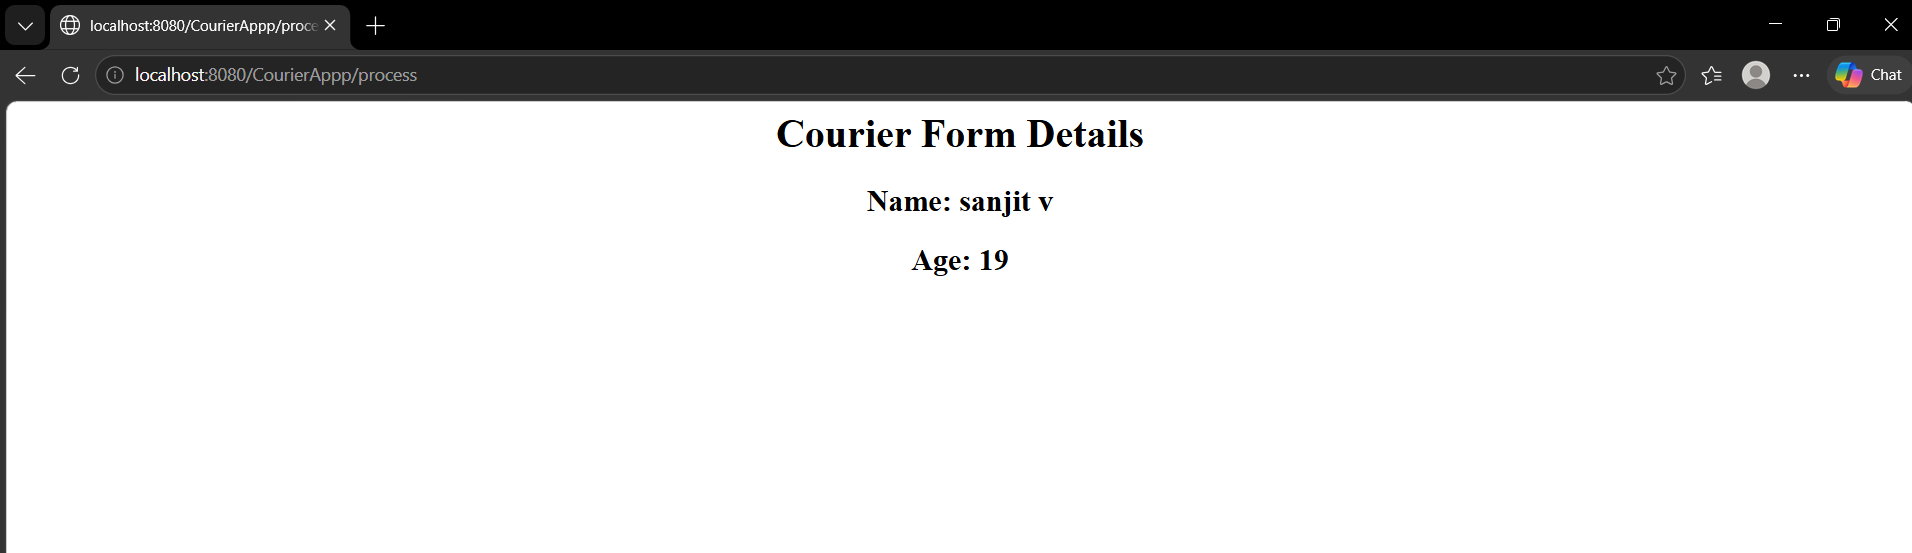 localhost:8080/CourierAppp/proce
localhost:8080/CourierAppp/process
Chat
Courier Form Details
Name: sanjit v
Age: 19